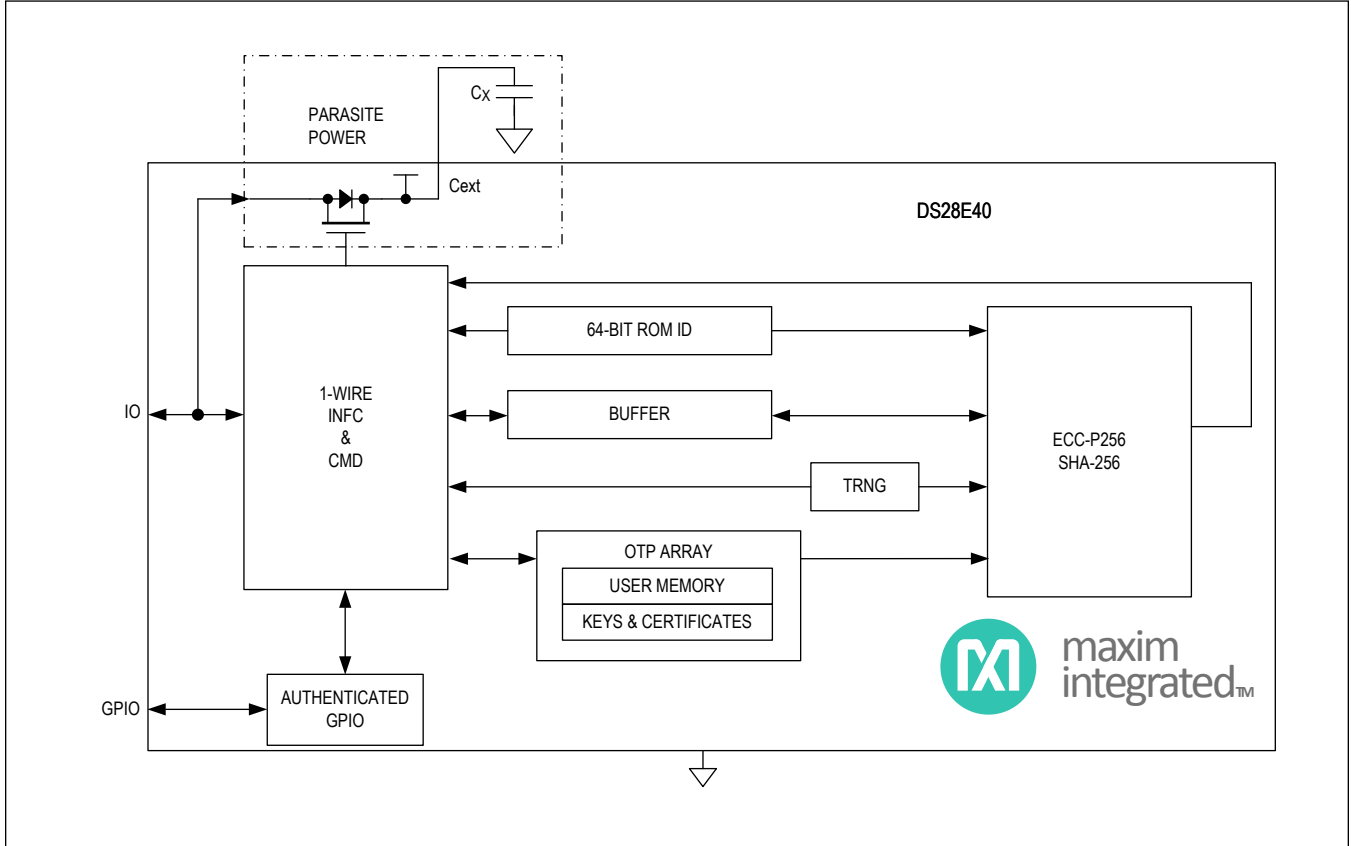 CX
PARASITE
POWER
Cext
DS28E40
64-BIT ROM ID
1-WIRE
INFC
&
CMD
IO
BUFFER
ECC-P256
SHA-256
TRNG
OTP ARRAY
USER MEMORY
KEYS & CERTIFICATES
maxim
integrated™
AUTHENTICATED
GPIO
GPIO